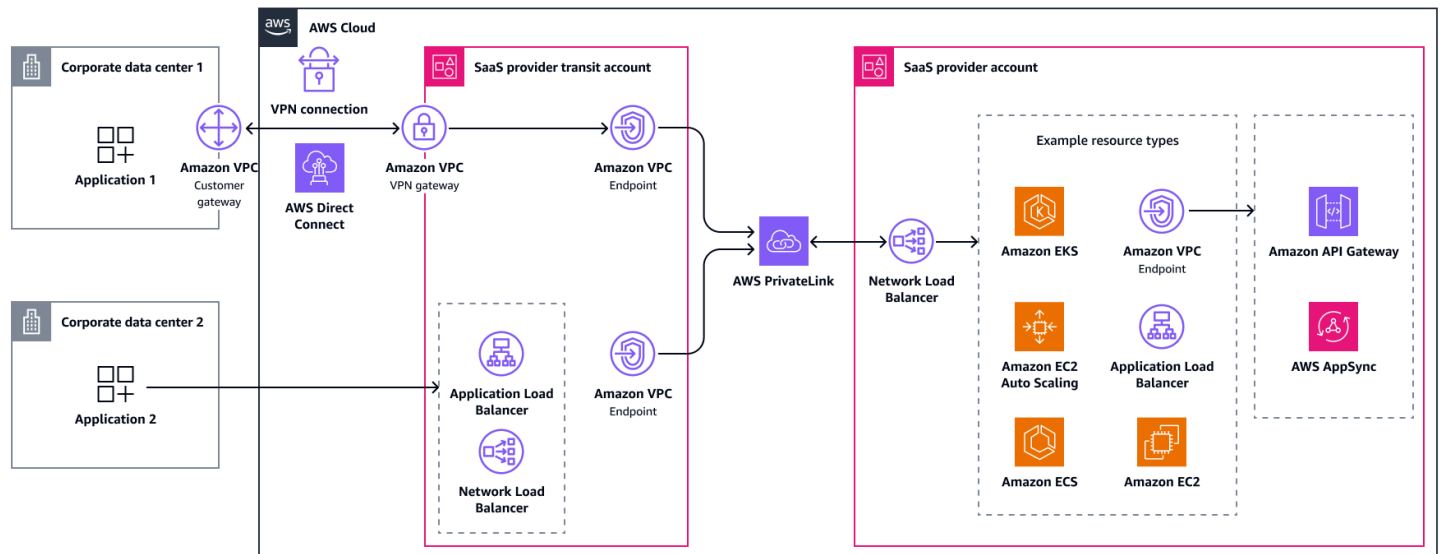 aws
AWS Cloud
Corporate data center 1
Application 1
Amazon VPC
Customer
gateway
VPN connection
AWS Direct
Connect
SaaS provider transit account
Amazon VPC
VPN gateway
Amazon VPC
Endpoint
Corporate data center 2
Application 2
Application Load
Balancer
Network Load
Balancer
Amazon VPC
Endpoint
AWS PrivateLink
SaaS provider account
Network Load
Balancer
Example resource types
Amazon EKS
Amazon VPC
Endpoint
Amazon EC2
Auto Scaling
Application Load
Balancer
Amazon ECS
Amazon EC2
Amazon API Gateway
AWS AppSync